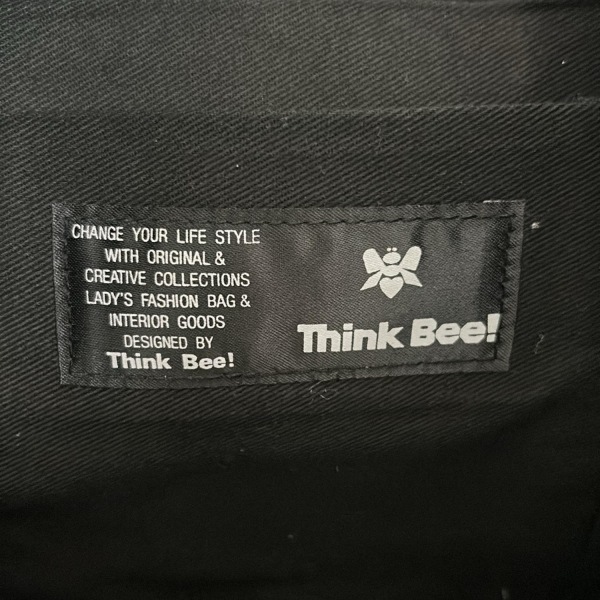 CHANGE YOUR LIFE STYLE
WITH ORIGINAL &
CREATIVE COLLECTIONS
LADY'S FASHION BAG &
INTERIOR GOODS
DESIGNED BY
Think Bee!
Think Bee!